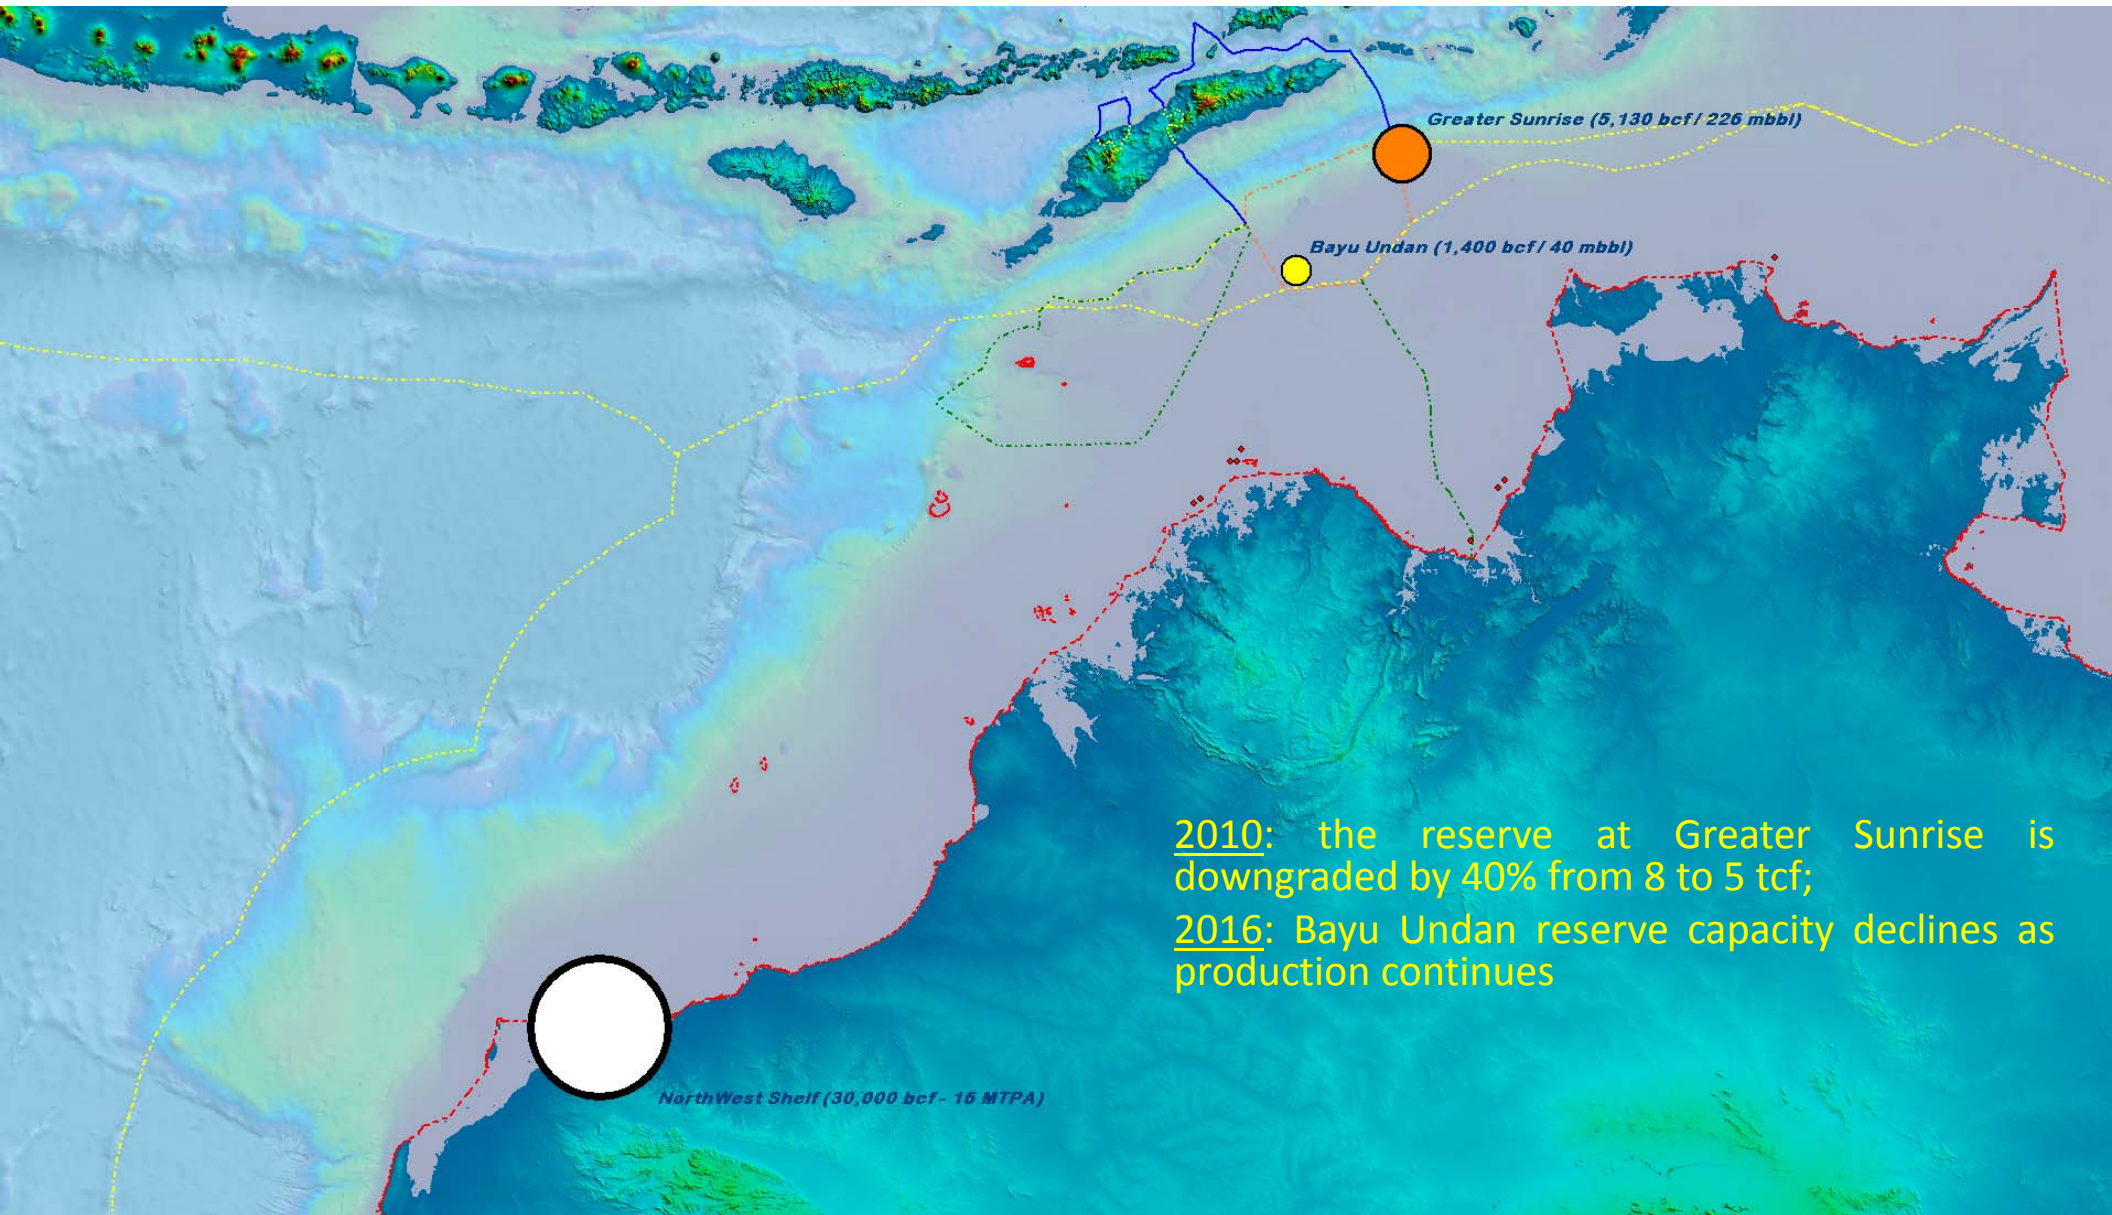 Greater Sunrise (5,130 bcf / 226 mbbl)
Bayu Undan (1,400 bcf / 40 mbbl)
2010: the reserve at Greater Sunrise is
downgraded by 40% from 8 to 5 tcf;
2016: Bayu Undan reserve capacity declines as
production continues
NorthWest Shelf (30,000 bcf - 16 MTPA)